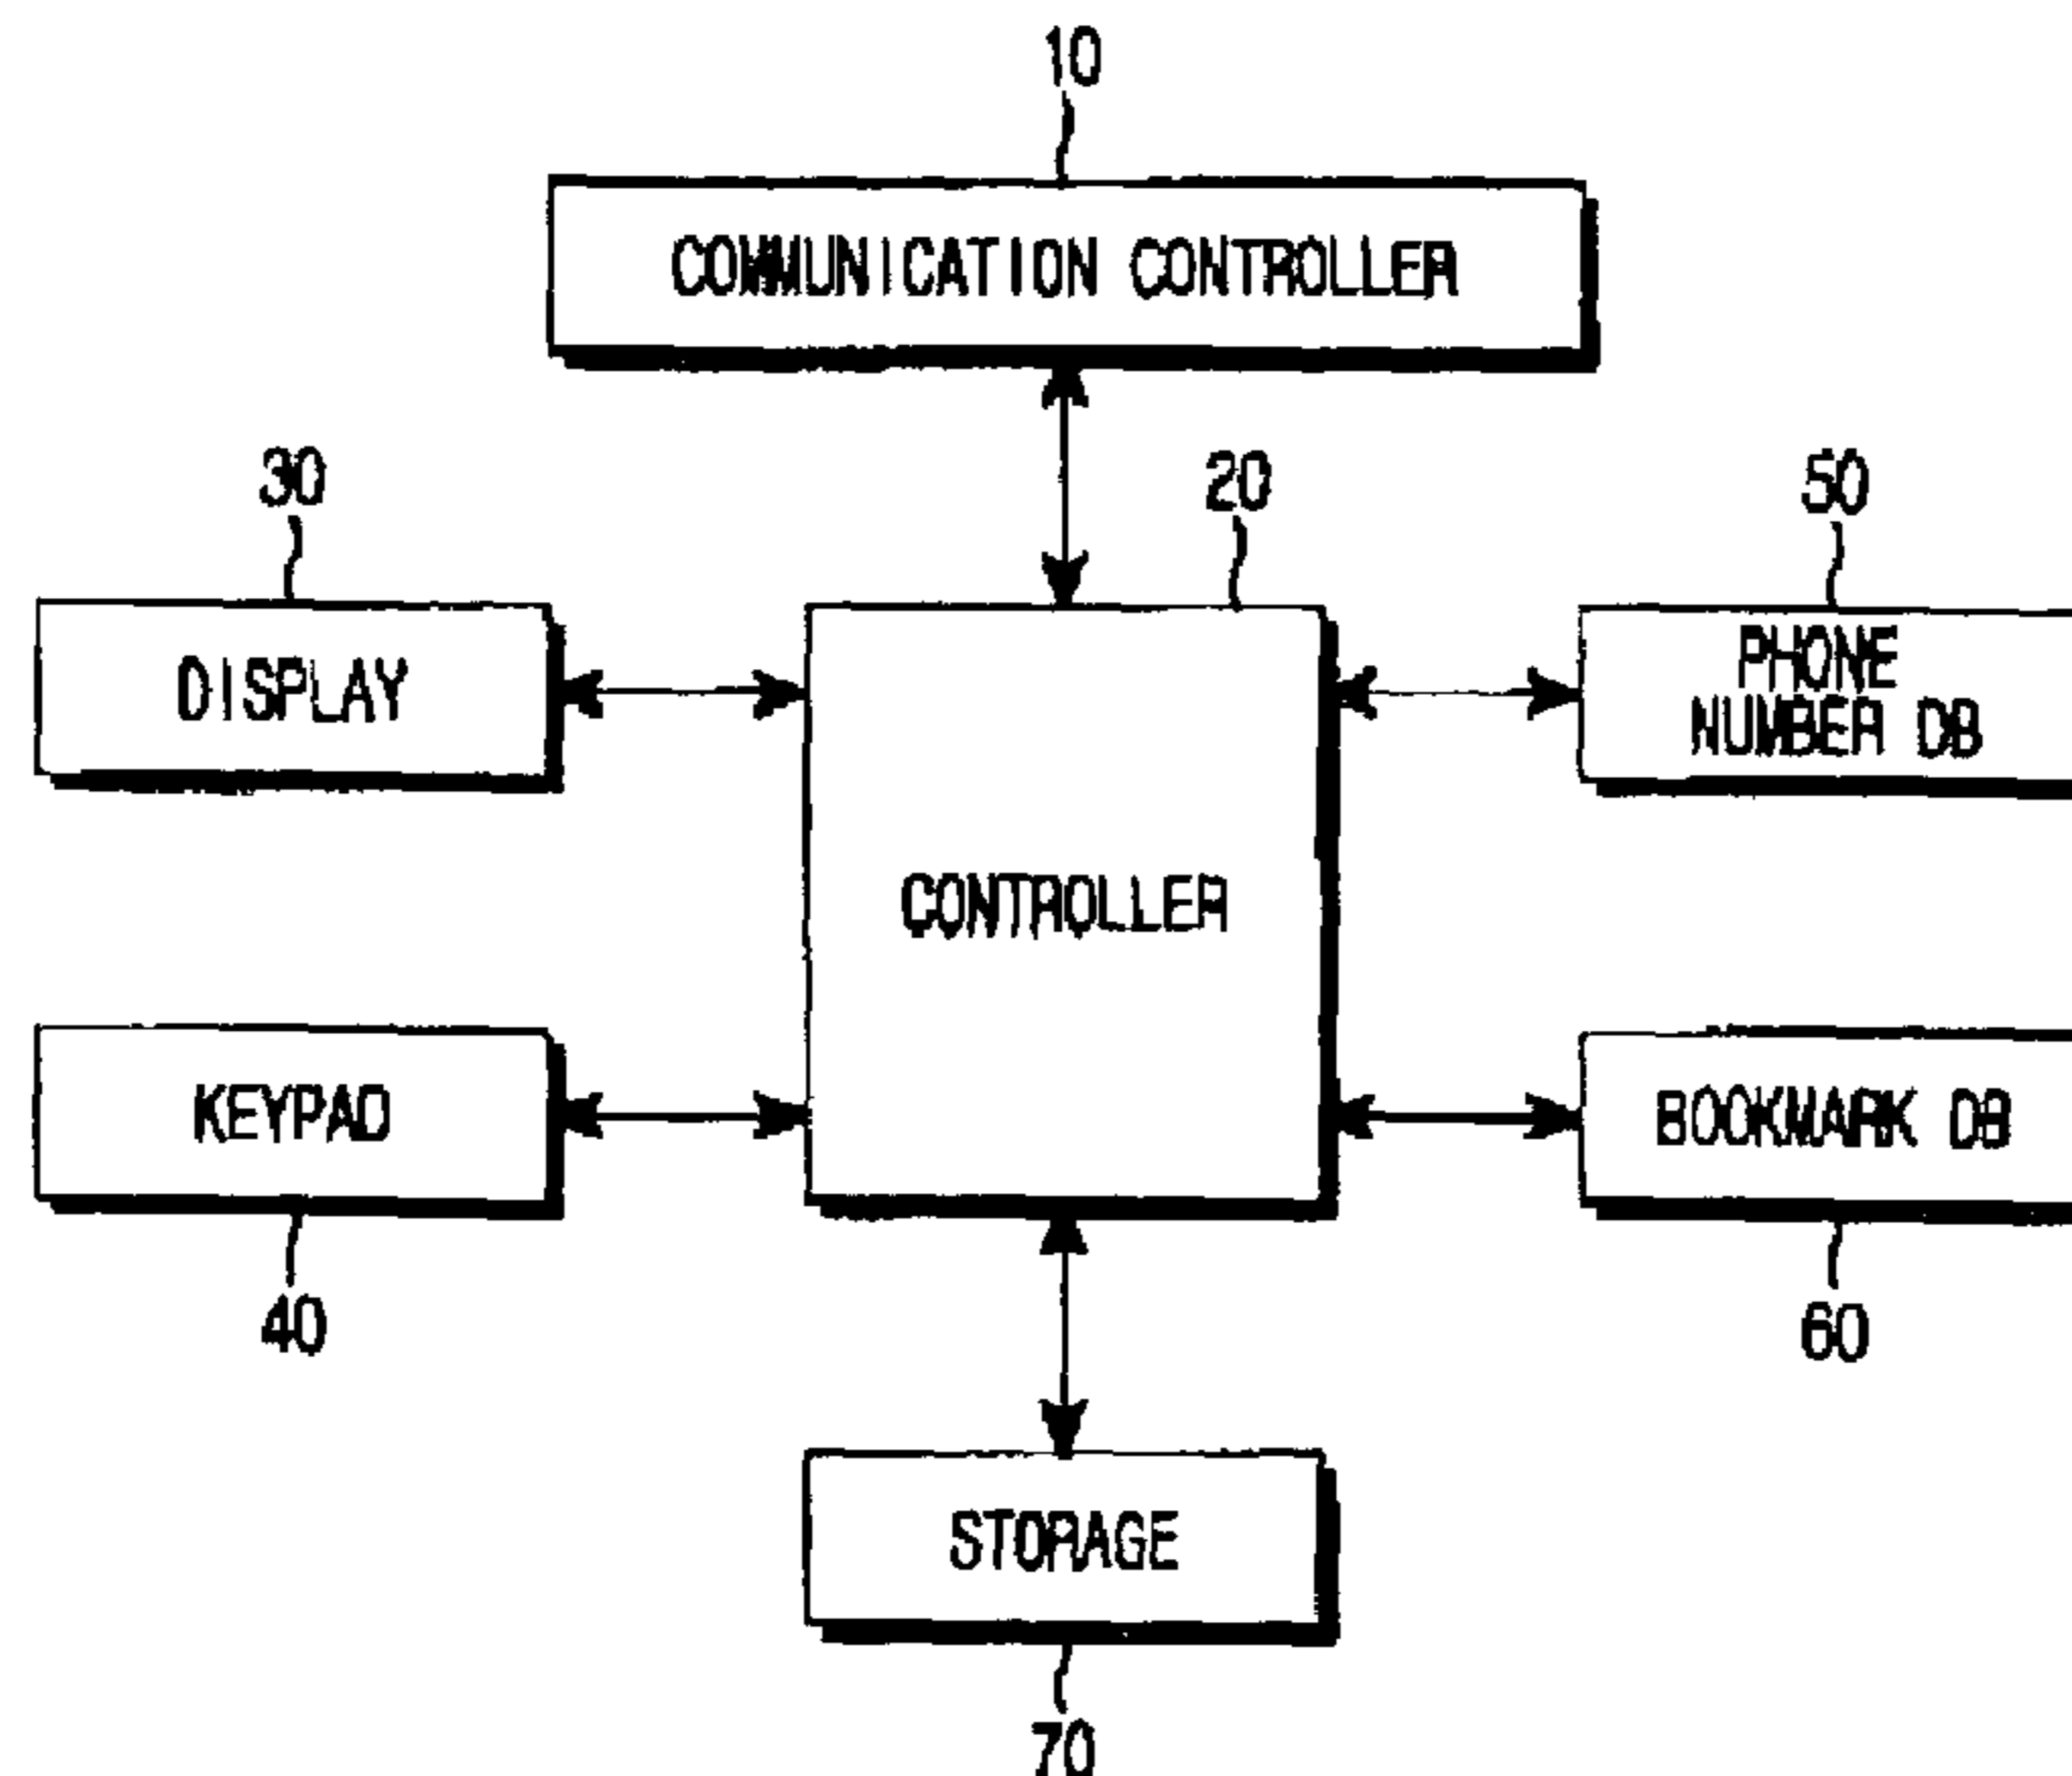 10
COMMUNICATION CONTROLLER
30
20
50
DISPLAY
PHONE
NUMBER DB
CONTROLLER
KEYPAD
BOOKMARK DB
40
60
STORAGE
70